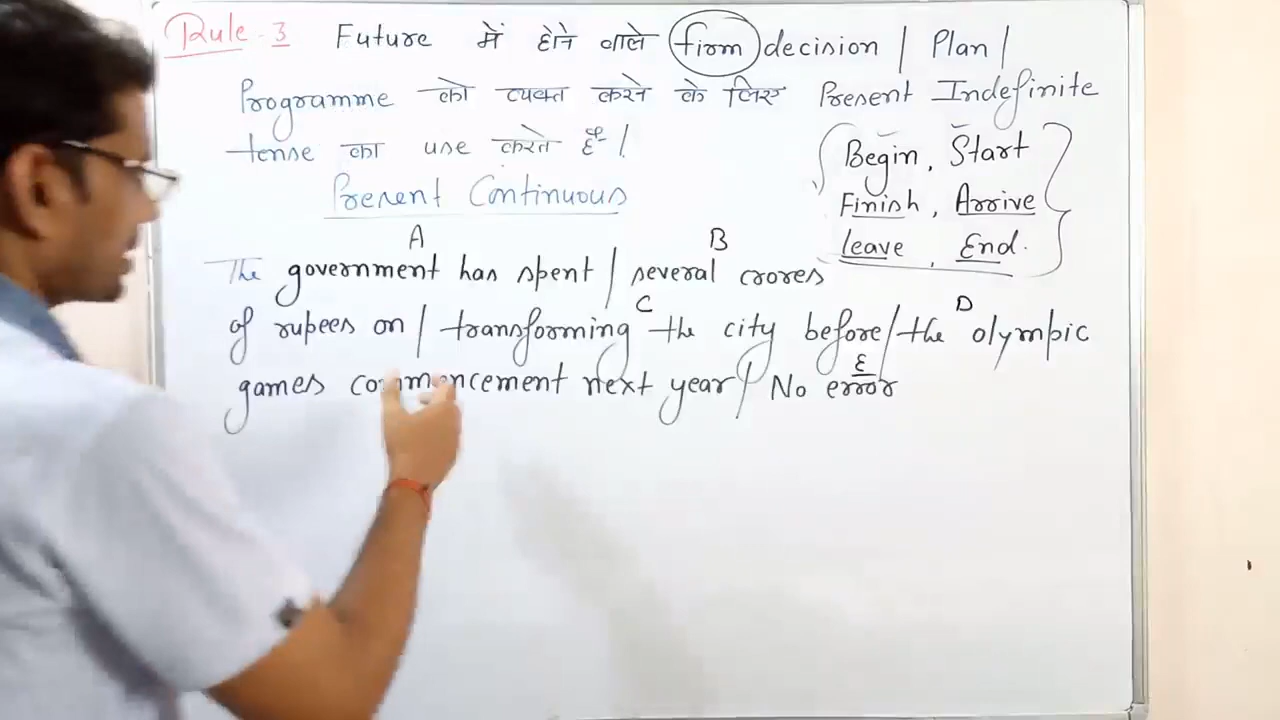 Rule-3 Future में होने वाले firm decision / Plan /
Programme को व्यक्त करने के लिए Present Indefinite
tense का use करते हैं।
Begin, Start
Present Continuous
Finish, Arrive
leave, End.
A B
The government has spent / several crores
C D
of rupees on / transforming the city before / the olympic
E
games commencement next year / No error